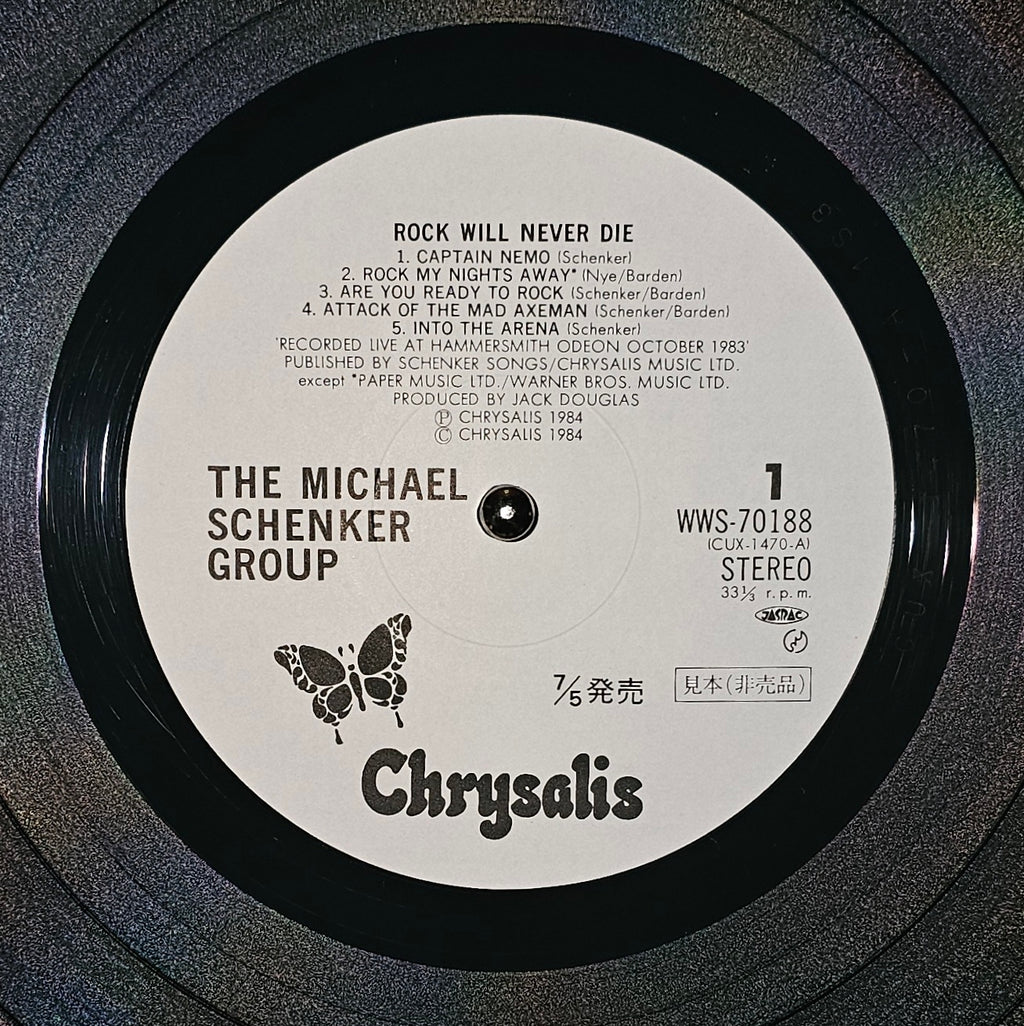 ROCK WILL NEVER DIE
1. CAPTAIN NEMO (Schenker)
2. ROCK MY NIGHTS AWAY* (Nye/Barden)
3. ARE YOU READY TO ROCK (Schenker/Barden)
4. ATTACK OF THE MAD AXEMAN (Schenker/Barden)
5. INTO THE ARENA (Schenker)
'RECORDED LIVE AT HAMMERSMITH ODEON OCTOBER 1983'
PUBLISHED BY SCHENKER SONGS/CHRYSALIS MUSIC LTD.
except *PAPER MUSIC LTD./WARNER BROS. MUSIC LTD.
PRODUCED BY JACK DOUGLAS
Ⓟ CHRYSALIS 1984
© CHRYSALIS 1984
THE MICHAEL
SCHENKER
GROUP
1
WWS-70188
(CUX-1470-A)
STEREO
33⅓ r.p.m.
JASRAC
7/5発売
見本(非売品)
Chrysalis